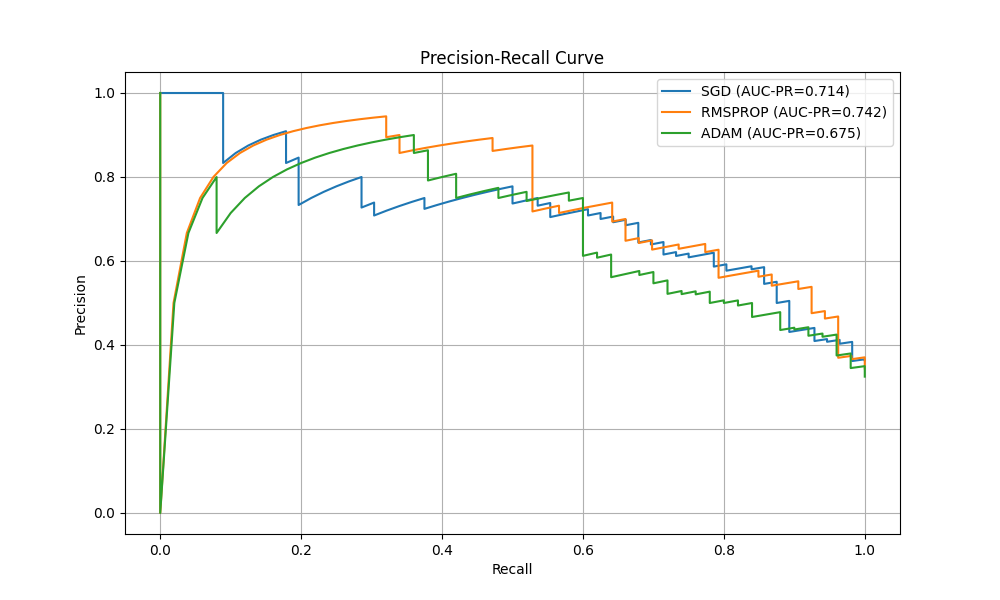 Precision-Recall Curve
SGD (AUC-PR=0.714)
RMSPROP (AUC-PR=0.742)
ADAM (AUC-PR=0.675)
Precision
1.0
0.8
0.6
0.4
0.2
0.0
0.0 0.2 0.4 0.6 0.8 1.0
Recall